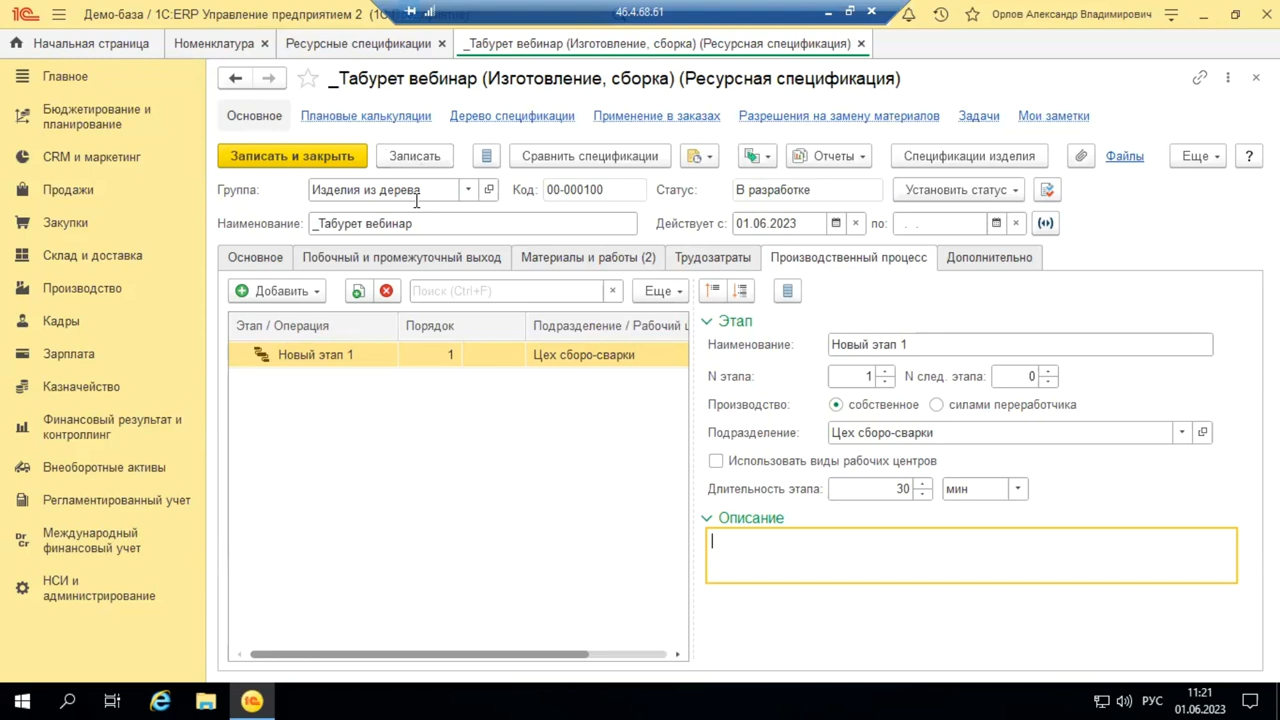 Демо-база / 1С:ERP Управление предприятием 2 (1С:Предприятие)
46.4.68.61
Орлов Александр Владимирович
Начальная страница
Номенклатура ×
Ресурсные спецификации ×
_Табурет вебинар (Изготовление, сборка) (Ресурсная спецификация) ×
Главное
Бюджетирование и
планирование
CRM и маркетинг
Продажи
Закупки
Склад и доставка
Производство
Кадры
Зарплата
Казначейство
Финансовый результат и
контроллинг
Внеоборотные активы
Регламентированный учет
Международный
финансовый учет
НСИ и
администрирование
_Табурет вебинар (Изготовление, сборка) (Ресурсная спецификация)
Основное Плановые калькуляции Дерево спецификации Применение в заказах Разрешения на замену материалов Задачи Мои заметки
Записать и закрыть Записать Сравнить спецификации Отчеты Спецификации изделия Файлы Еще ?
Группа: Изделия из дерева Код: 00-000100 Статус: В разработке Установить статус
Наименование: _Табурет вебинар Действует с: 01.06.2023 по: . .
Основное Побочный и промежуточный выход Материалы и работы (2) Трудозатраты Производственный процесс Дополнительно
Добавить Поиск (Ctrl+F) × Еще
Этап / Операция Порядок Подразделение / Рабочий ц
Новый этап 1 1 Цех сборо-сварки
Этап
Наименование: Новый этап 1
N этапа: 1 N след. этапа: 0
Производство: собственное силами переработчика
Подразделение: Цех сборо-сварки
Использовать виды рабочих центров
Длительность этапа: 30 мин
Описание
РУС
11:21
01.06.2023